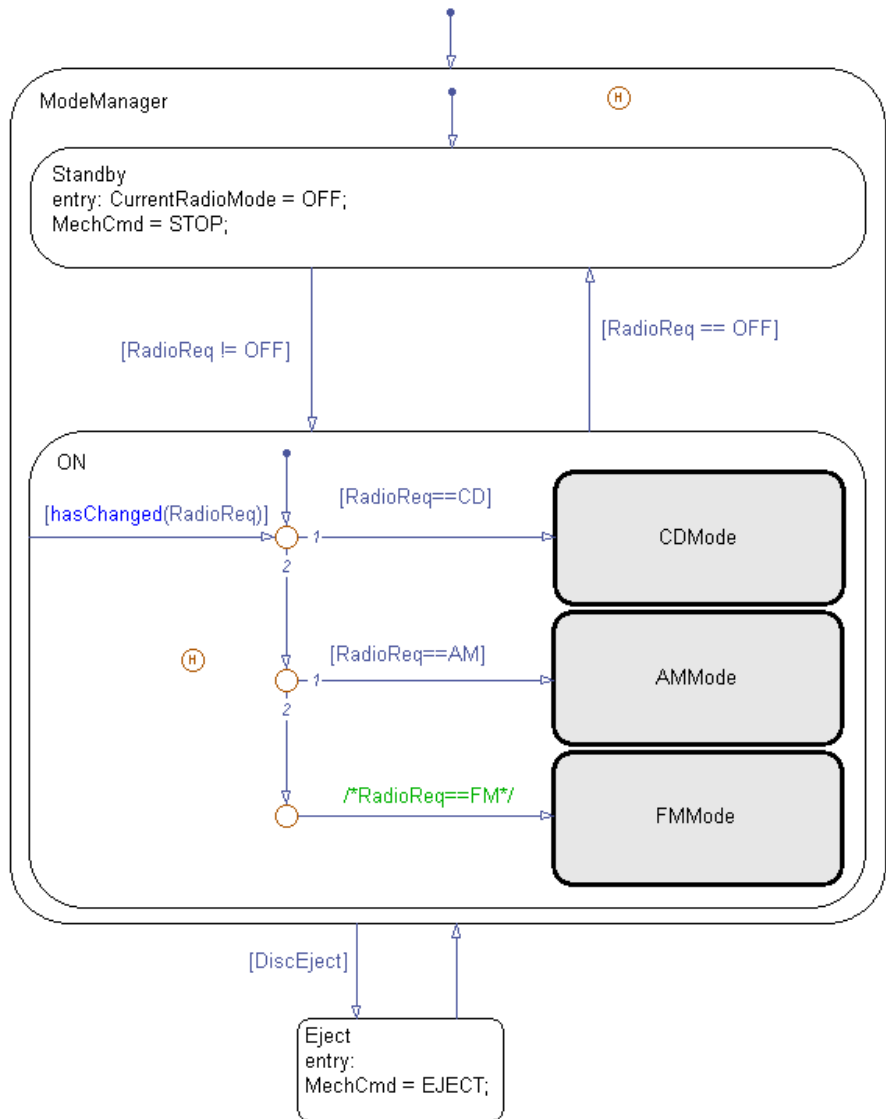 ModeManager
H
Standby
entry: CurrentRadioMode = OFF;
MechCmd = STOP;
[RadioReq != OFF]
[RadioReq == OFF]
ON
[hasChanged(RadioReq)]
[RadioReq==CD]
1
CDMode
2
H
[RadioReq==AM]
1
AMMode
2
/*RadioReq==FM*/
FMMode
[DiscEject]
Eject
entry:
MechCmd = EJECT;